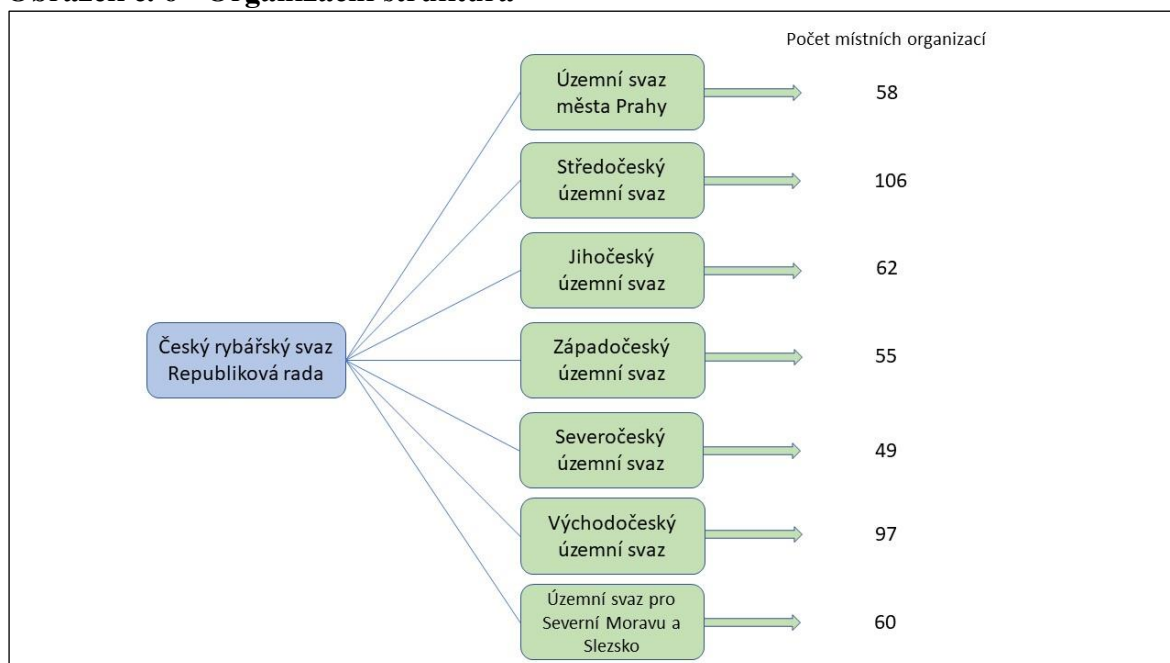 Obrázek č. 6 - Organizační struktura
Počet místních organizací
Územní svaz
města Prahy
58
Středočeský
územní svaz
106
Jihočeský
územní svaz
62
Český rybářský svaz
Republiková rada
Západočeský
územní svaz
55
Severočeský
územní svaz
49
Východočeský
územní svaz
97
Územní svaz pro
Severní Moravu a
Slezsko
60